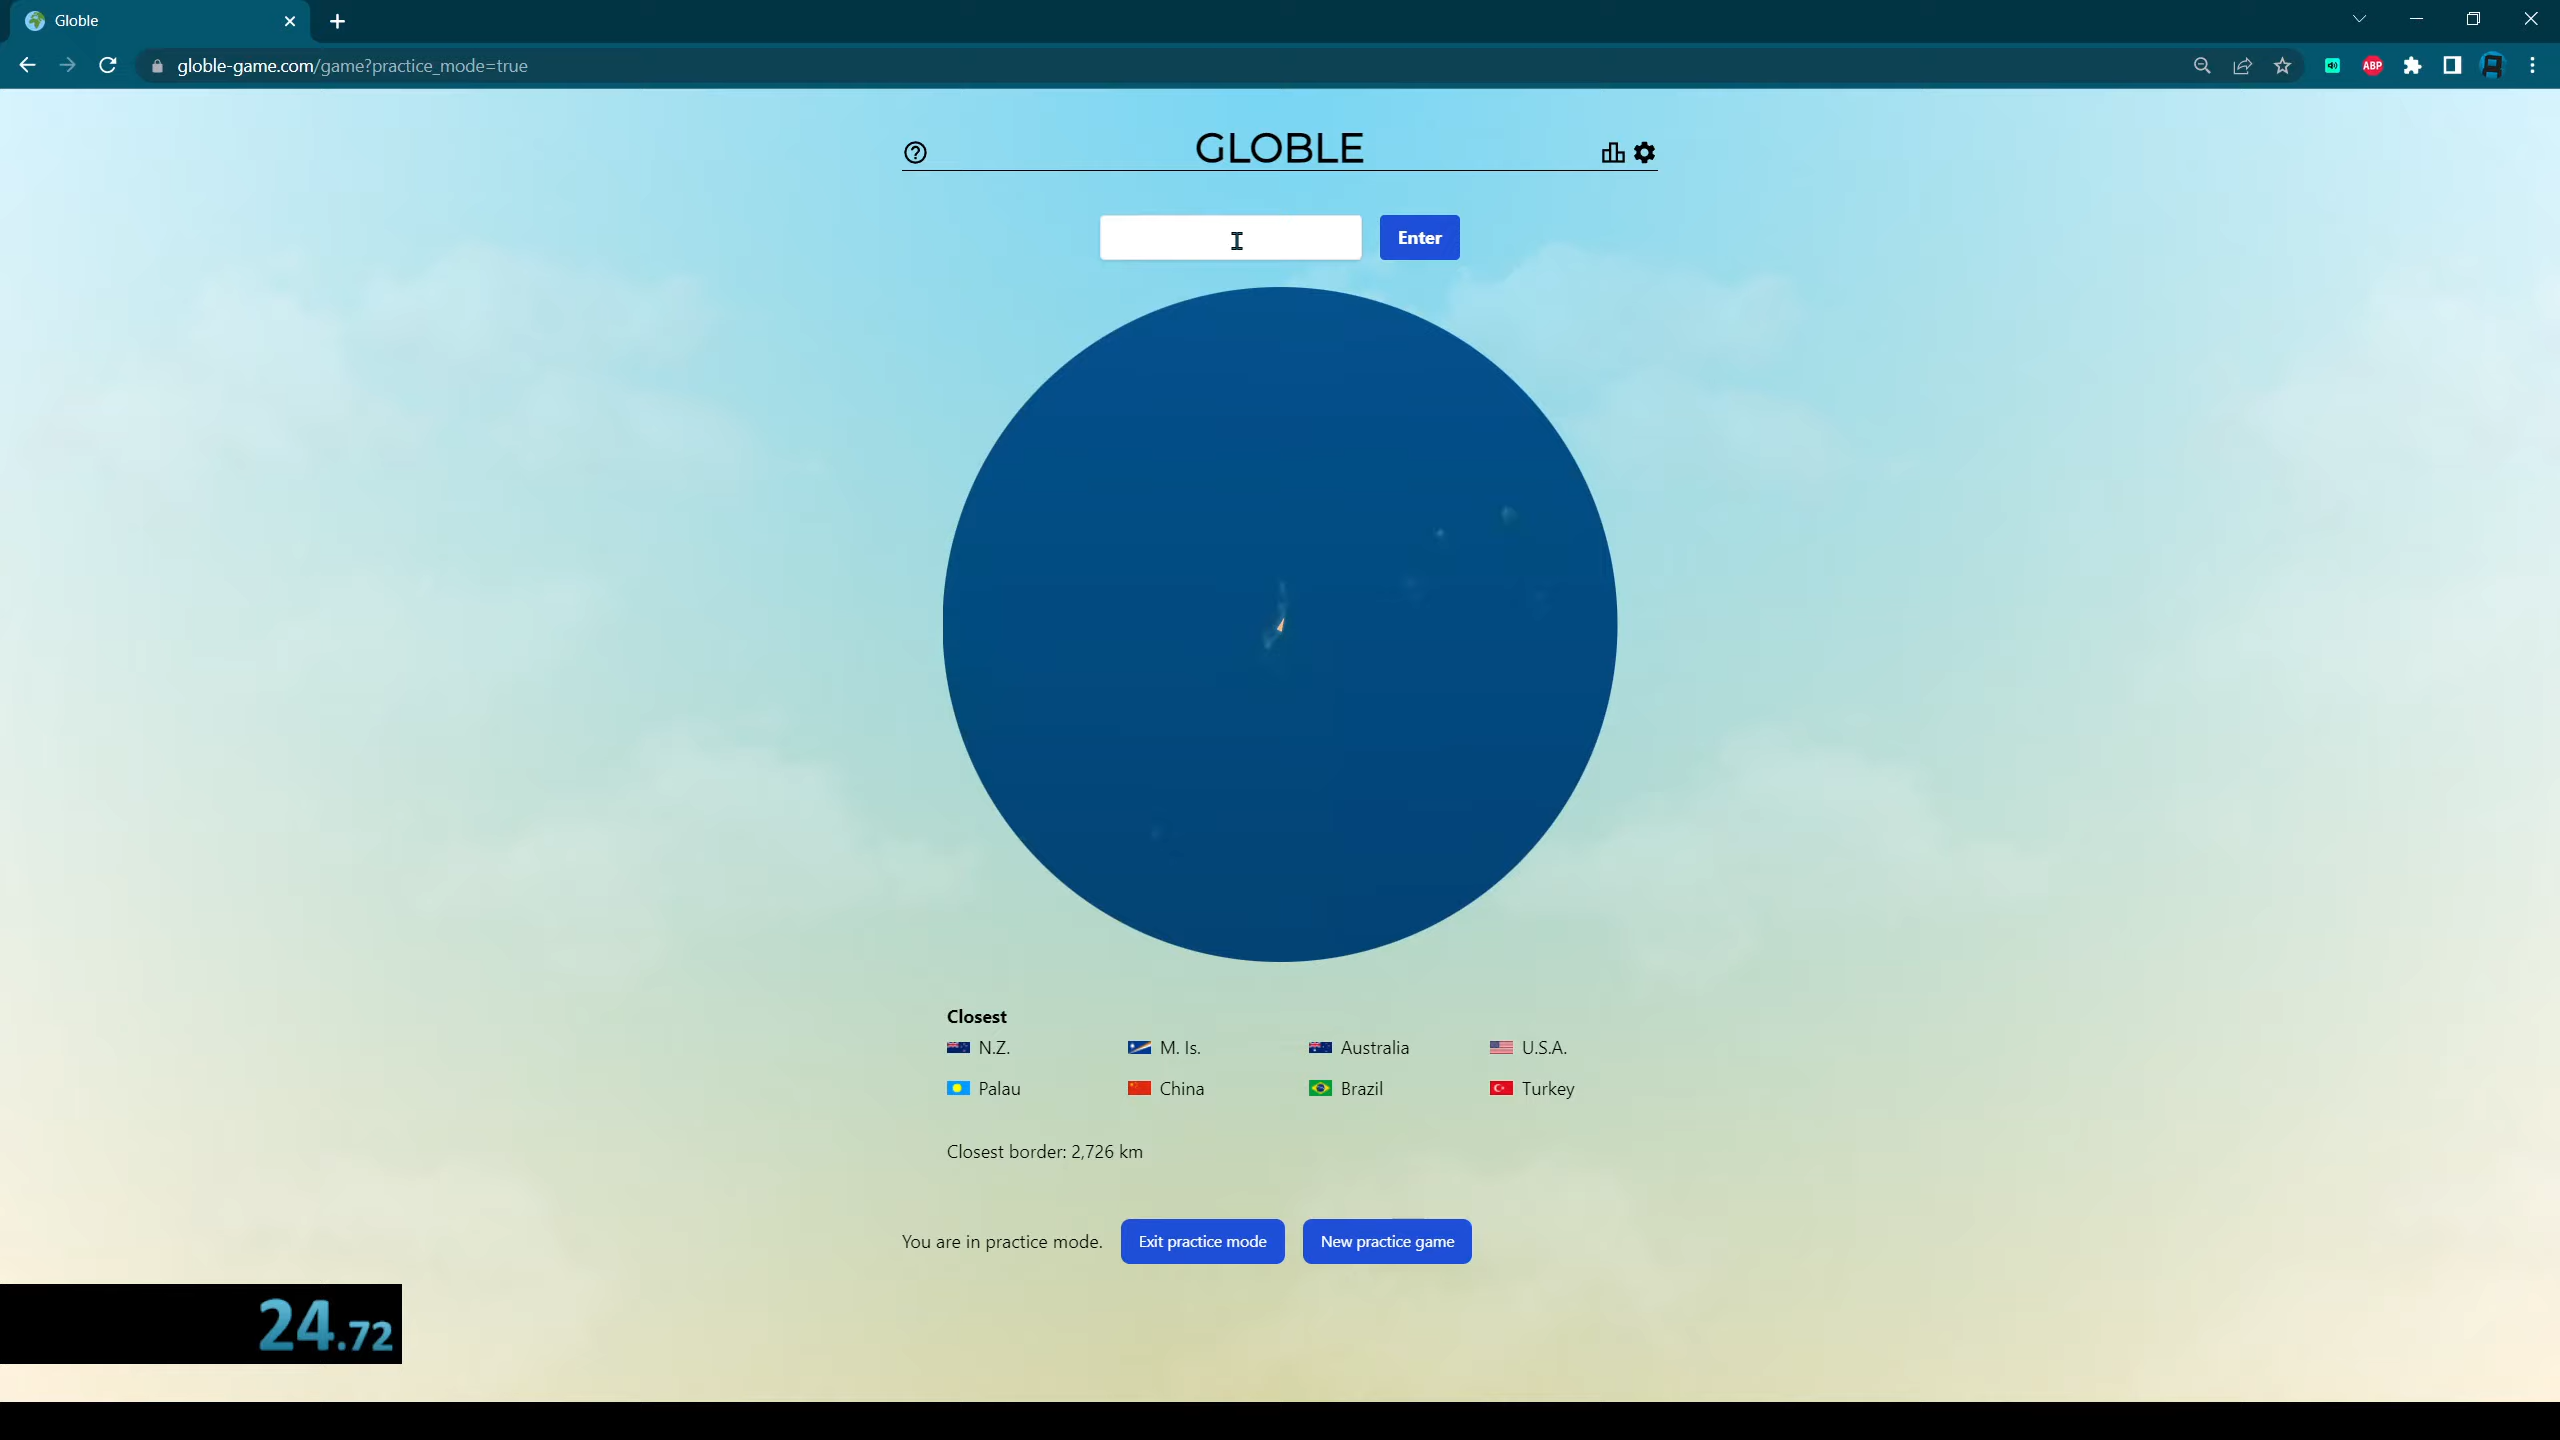 Globle
globle-game.com/game?practice_mode=true
ABP
GLOBLE
Enter
Closest
N.Z. M. Is. Australia U.S.A.
Palau China Brazil Turkey
Closest border: 2,726 km
You are in practice mode. Exit practice mode New practice game
24.72